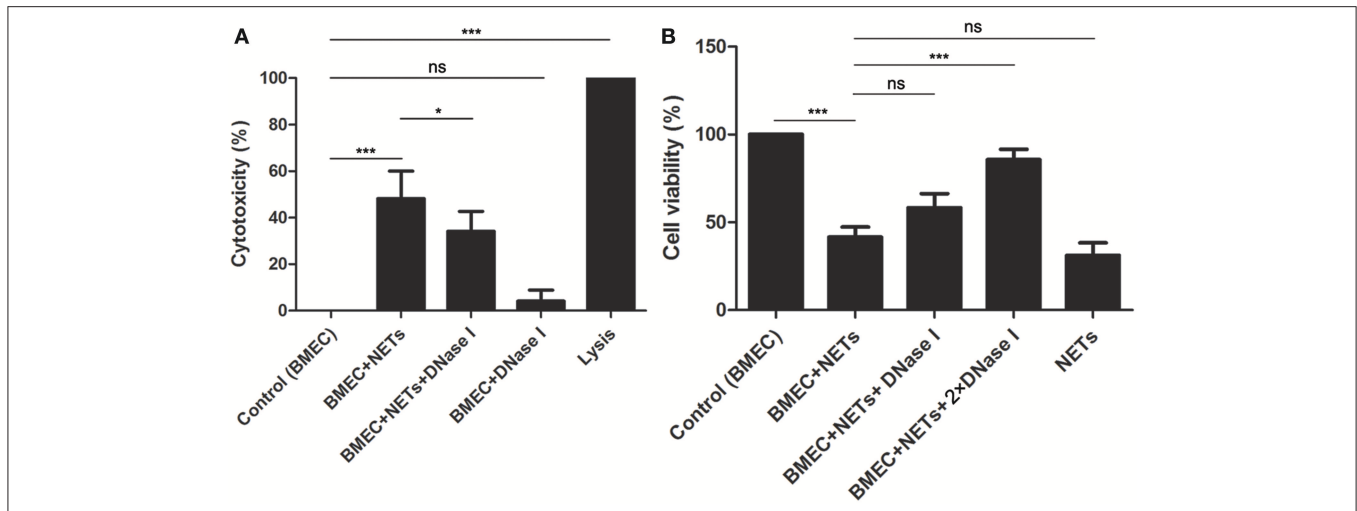 A
***
ns
*
***
Cytotoxicity (%)
100
80
60
40
20
0
Control (BMEC)
BMEC+NETs
BMEC+NETs+DNase I
BMEC+DNase I
Lysis
B
ns
***
ns
***
Cell viability (%)
150
100
50
0
Control (BMEC)
BMEC+NETs
BMEC+NETs+ DNase I
BMEC+NETs+2×DNase I
NETs